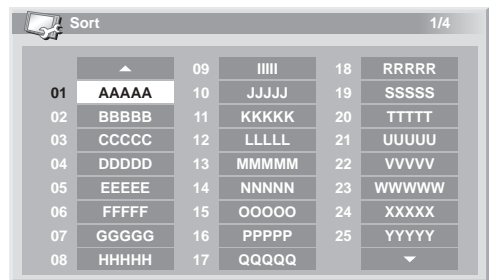 Sort 1/4
09 IIIII 18 RRRRR
01 AAAAA 10 JJJJJ 19 SSSSS
02 BBBBB 11 KKKKK 20 TTTTT
03 CCCCC 12 LLLLL 21 UUUUU
04 DDDDD 13 MMMMM 22 VVVVV
05 EEEEE 14 NNNNN 23 WWWWW
06 FFFFF 15 OOOOO 24 XXXXX
07 GGGGG 16 PPPPP 25 YYYYY
08 HHHHH 17 QQQQQ